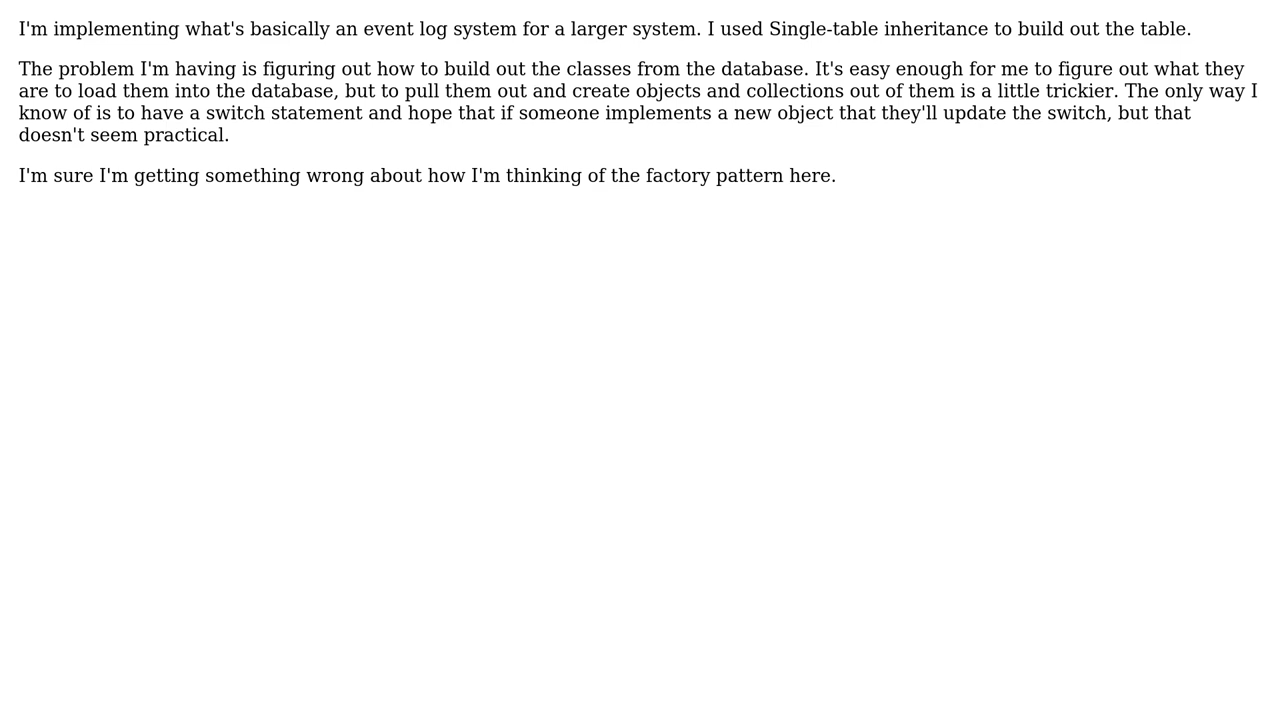 I'm implementing what's basically an event log system for a larger system. I used Single-table inheritance to build out the table.
The problem I'm having is figuring out how to build out the classes from the database. It's easy enough for me to figure out what they
are to load them into the database, but to pull them out and create objects and collections out of them is a little trickier. The only way I
know of is to have a switch statement and hope that if someone implements a new object that they'll update the switch, but that
doesn't seem practical.
I'm sure I'm getting something wrong about how I'm thinking of the factory pattern here.